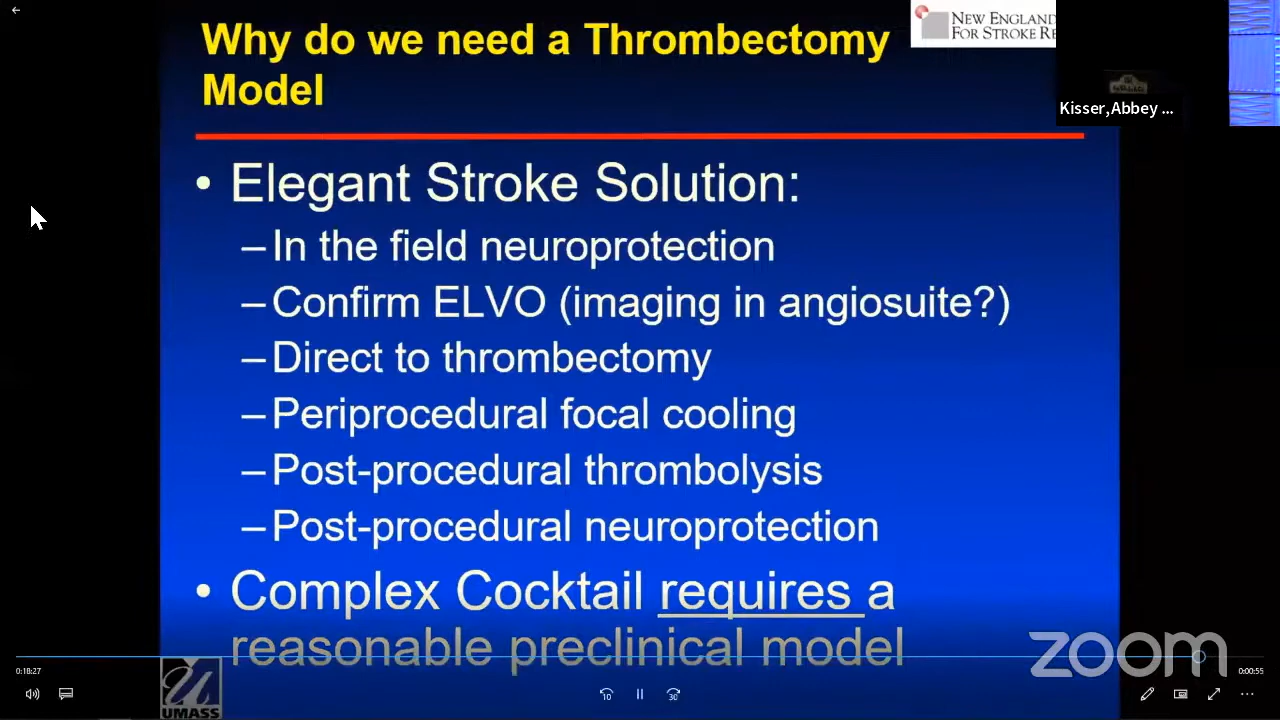 Why do we need a Thrombectomy
Model
NEW ENGLAND
FOR STROKE RE
Kisser,Abbey ...
• Elegant Stroke Solution:
–In the field neuroprotection
–Confirm ELVO (imaging in angiosuite?)
–Direct to thrombectomy
–Periprocedural focal cooling
–Post-procedural thrombolysis
–Post-procedural neuroprotection
• Complex Cocktail requires a
reasonable preclinical model
zoom
0:18:27
0:00:55
10
30
UMASS